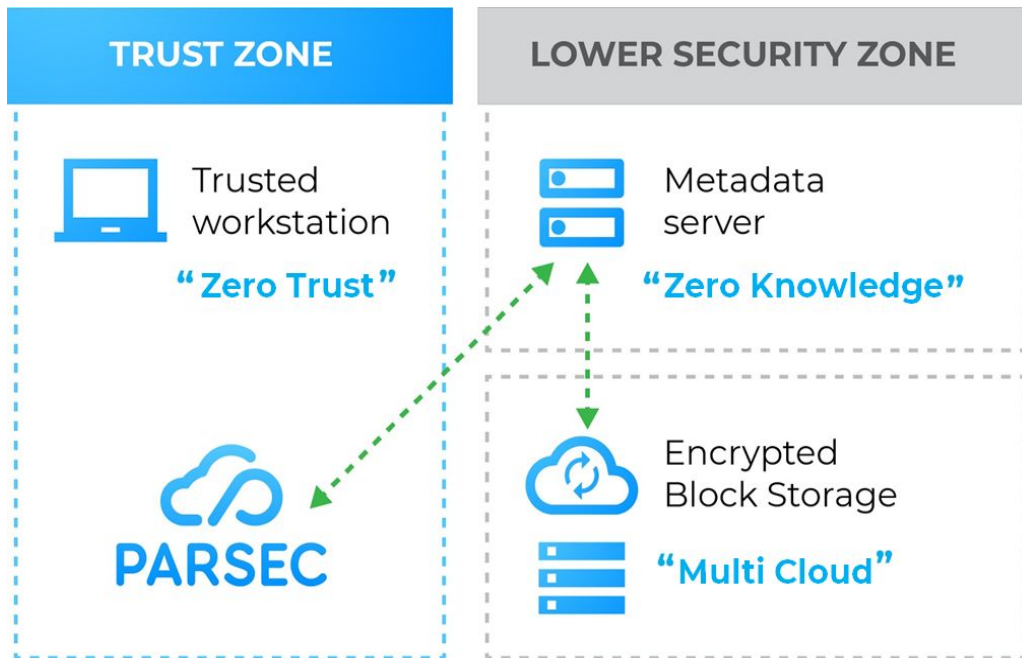 TRUST ZONE
LOWER SECURITY ZONE
Trusted
workstation
“Zero Trust”
PARSEC
Metadata
server
“Zero Knowledge”
Encrypted
Block Storage
“Multi Cloud”